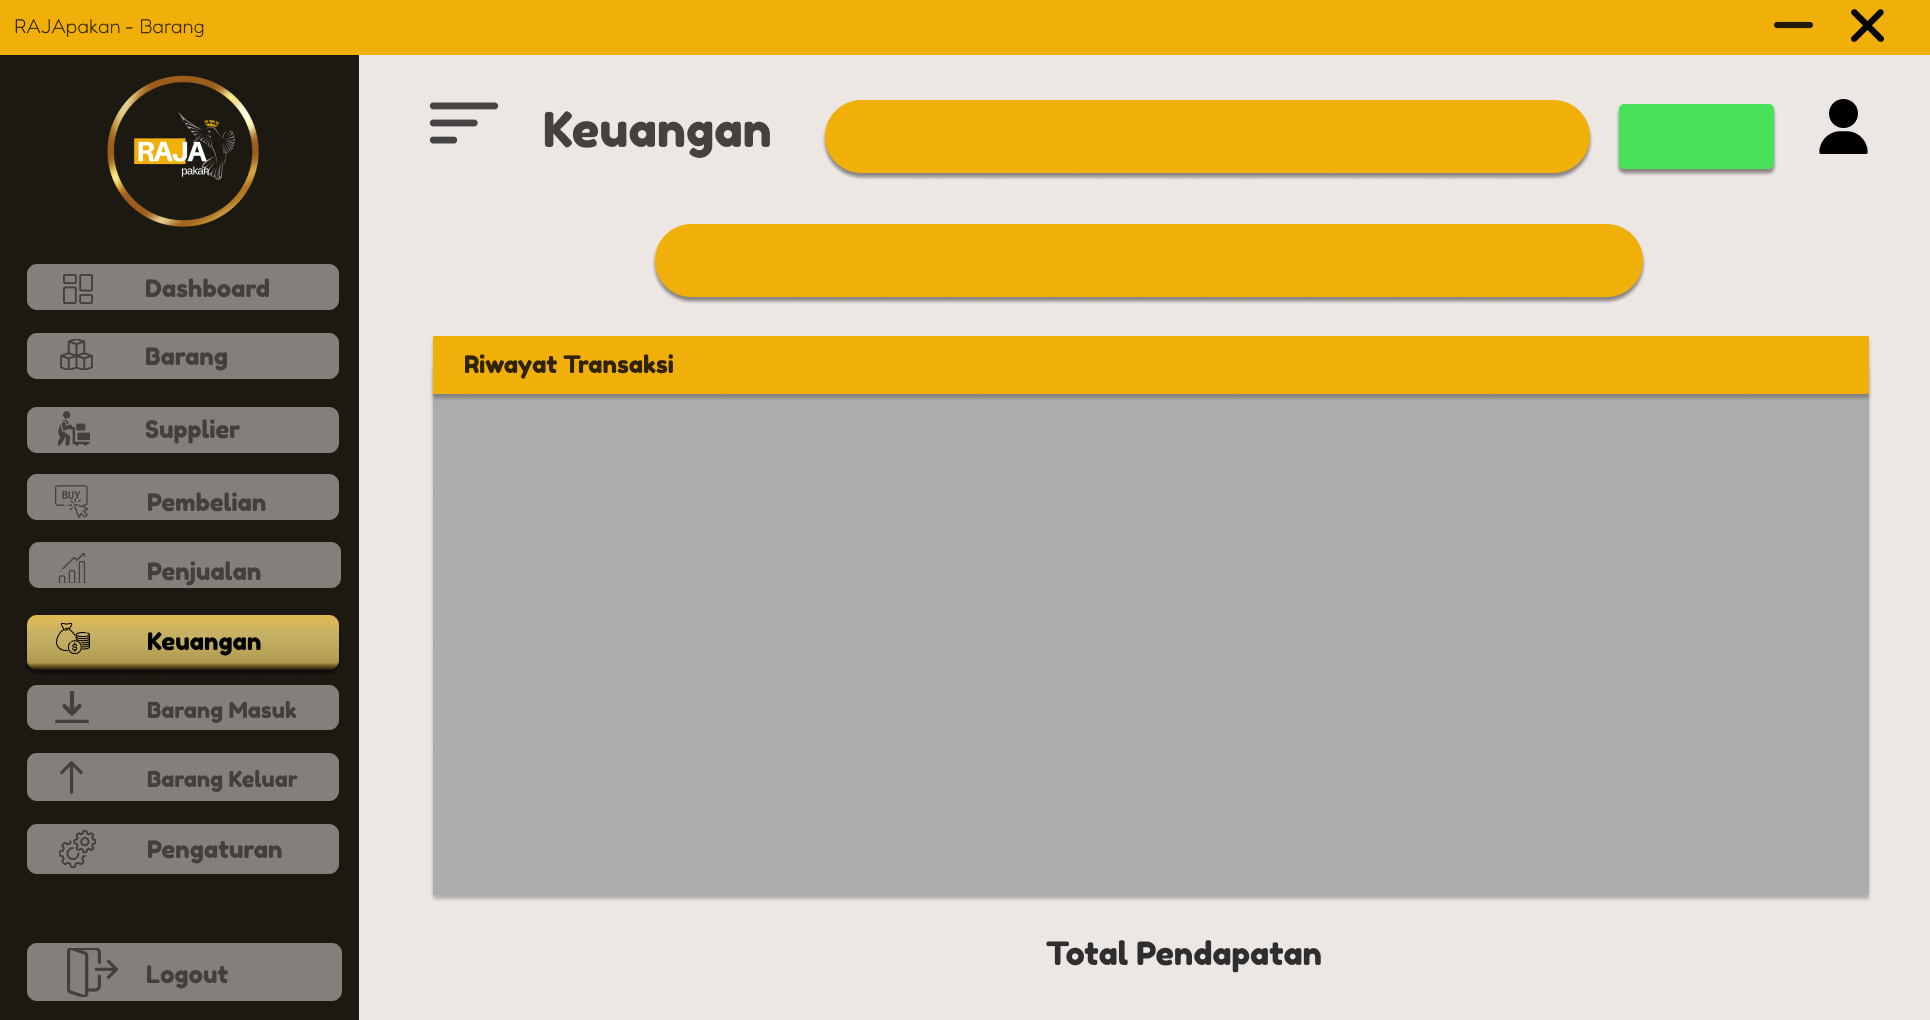 RAJApakan - Barang
RAJA
pakan
Keuangan
Dashboard
Barang
Supplier
BUY
Pembelian
Penjualan
$
Keuangan
Barang Masuk
Barang Keluar
Pengaturan
Logout
Riwayat Transaksi
Total Pendapatan